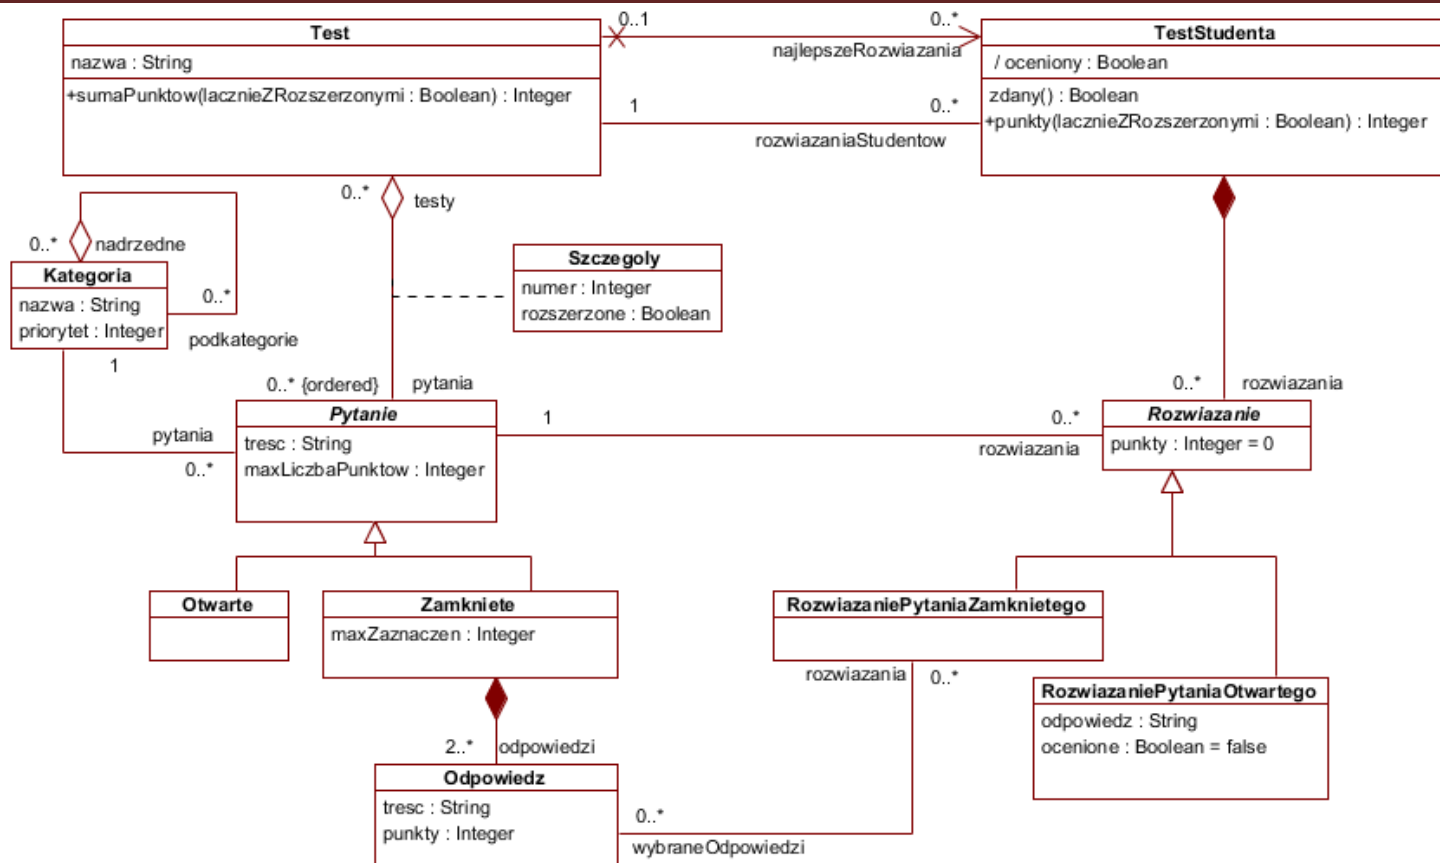 Test
nazwa : String
+sumaPunktow(lacznieZRozszerzonymi : Boolean) : Integer
0..1
0..*
najlepszeRozwiazania
1
0..*
rozwiazaniaStudentow
TestStudenta
/ oceniony : Boolean
zdany() : Boolean
+punkty(lacznieZRozszerzonymi : Boolean) : Integer
0..*
testy
0..*
nadrzedne
Kategoria
nazwa : String
priorytet : Integer
0..*
podkategorie
1
Szczegoly
numer : Integer
rozszerzone : Boolean
0..* {ordered}
pytania
pytania
0..*
Pytanie
tresc : String
maxLiczbaPunktow : Integer
1
0..*
rozwiazania
0..*
rozwiazania
Rozwiazanie
punkty : Integer = 0
Otwarte
Zamkniete
maxZaznaczen : Integer
RozwiazaniePytaniaZamknietego
rozwiazania
0..*
RozwiazaniePytaniaOtwartego
odpowiedz : String
ocenione : Boolean = false
2..*
odpowiedzi
Odpowiedz
tresc : String
punkty : Integer
0..*
wybraneOdpowiedzi